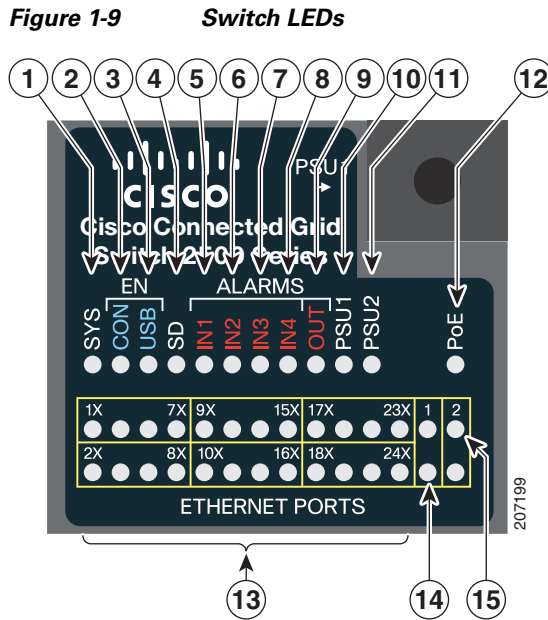 Figure 1-9 Switch LEDs
1 2 3 4 5 6 7 8 9 10 11 12
PSU1
CISCO
Cisco Connected Grid
Switch 2500 Series
EN ALARMS
SYS CON USB SD IN1 IN2 IN3 IN4 OUT PSU1 PSU2 PoE
1X 7X 9X 15X 17X 23X 1 2
2X 8X 10X 16X 18X 24X
ETHERNET PORTS
207199
13 14 15